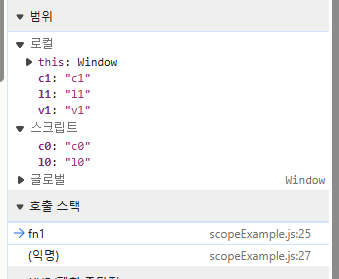 범위
로컬
this: Window
c1: "c1"
l1: "l1"
v1: "v1"
스크립트
c0: "c0"
l0: "l0"
글로벌 Window
호출 스택
fn1 scopeExample.js:25
(익명) scopeExample.js:27